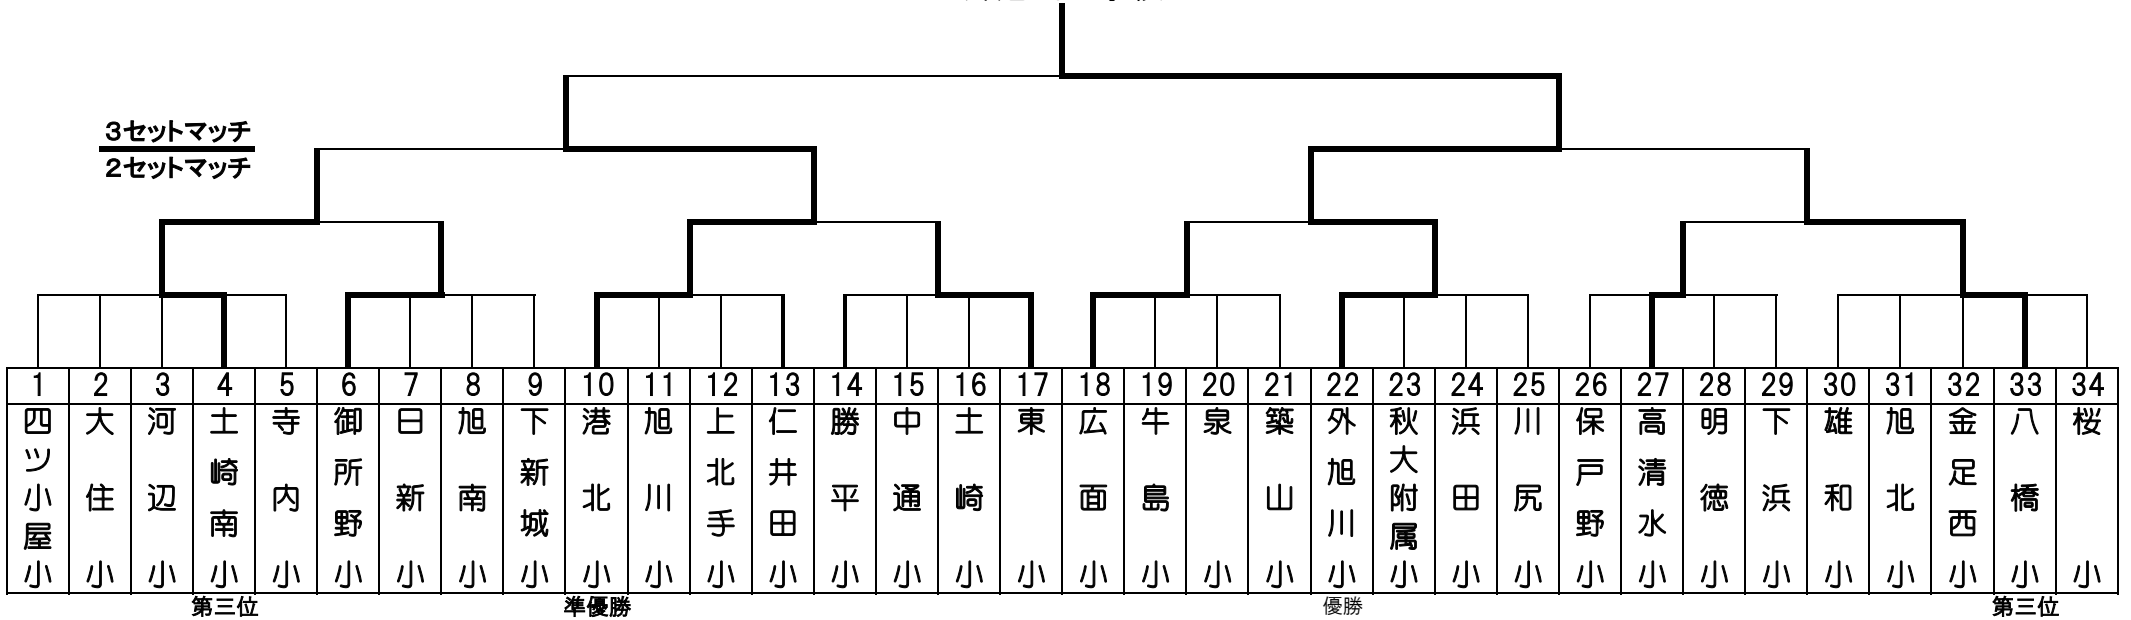 3セットマッチ
2セットマッチ
1 2 3 4 5 6 7 8 9 10 11 12 13 14 15 16 17 18 19 20 21 22 23 24 25 26 27 28 29 30 31 32 33 34
四ツ小屋小
大住小
河辺小
土崎南小
寺内小
御所野小
日新小
旭南小
下新城小
港北小
旭川小
上北手小
仁井田小
勝平小
中通小
土崎小
東小
広面小
牛島小
泉小
築山小
外旭川小
秋大附属小
浜田小
川尻小
保戸野小
高清水小
明徳小
下浜小
雄和小
旭北小
金足西小
八橋小
桜小
第三位 準優勝 優勝 第三位